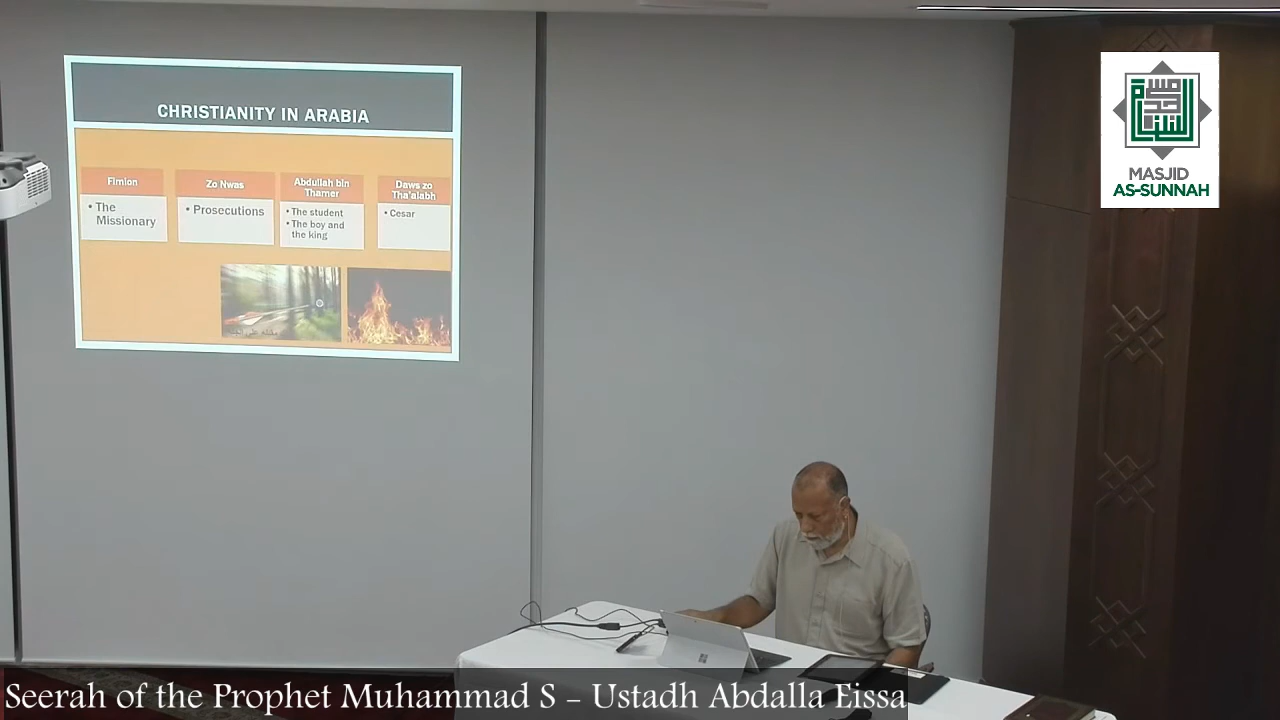 CHRISTIANITY IN ARABIA
Fimion
• The
Missionary
Zo Nwas
• Prosecutions
Abdullah bin
Thamer
• The student
• The boy and
the king
Daws zo
Tha'alabh
• Cesar
MASJID
AS-SUNNAH
Seerah of the Prophet Muhammad S – Ustadh Abdalla Eissa